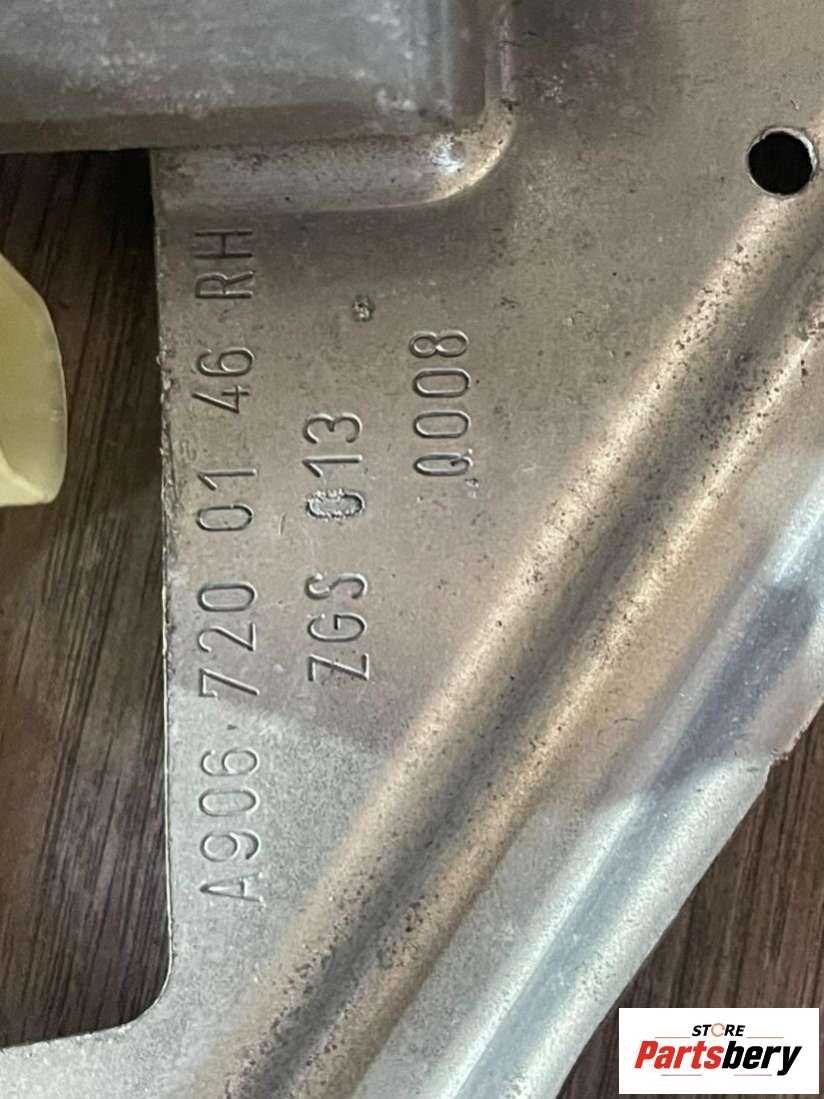 A906 720 01 46 RH
ZGS 013
Q008
STORE
Partsbery